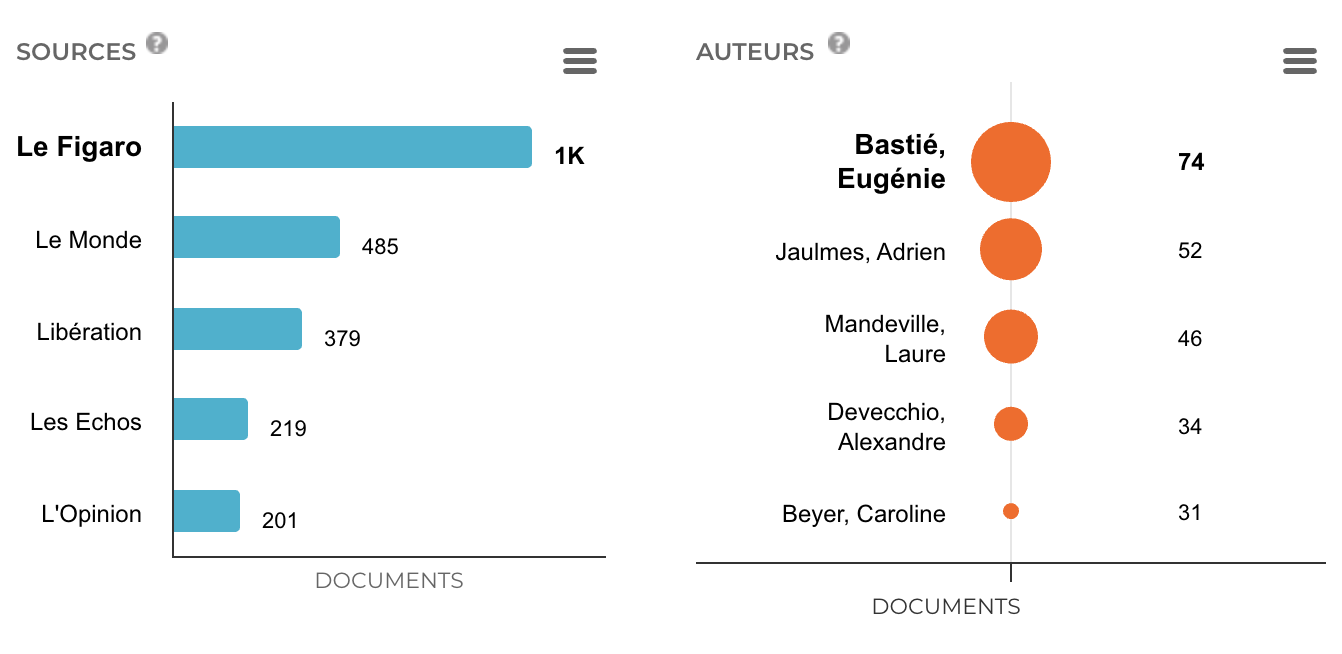 SOURCES ?
Le Figaro 1K
Le Monde 485
Libération 379
Les Echos 219
L'Opinion 201
DOCUMENTS
AUTEURS ?
Bastié,
Eugénie 74
Jaulmes, Adrien 52
Mandeville,
Laure 46
Devecchio,
Alexandre 34
Beyer, Caroline 31
DOCUMENTS